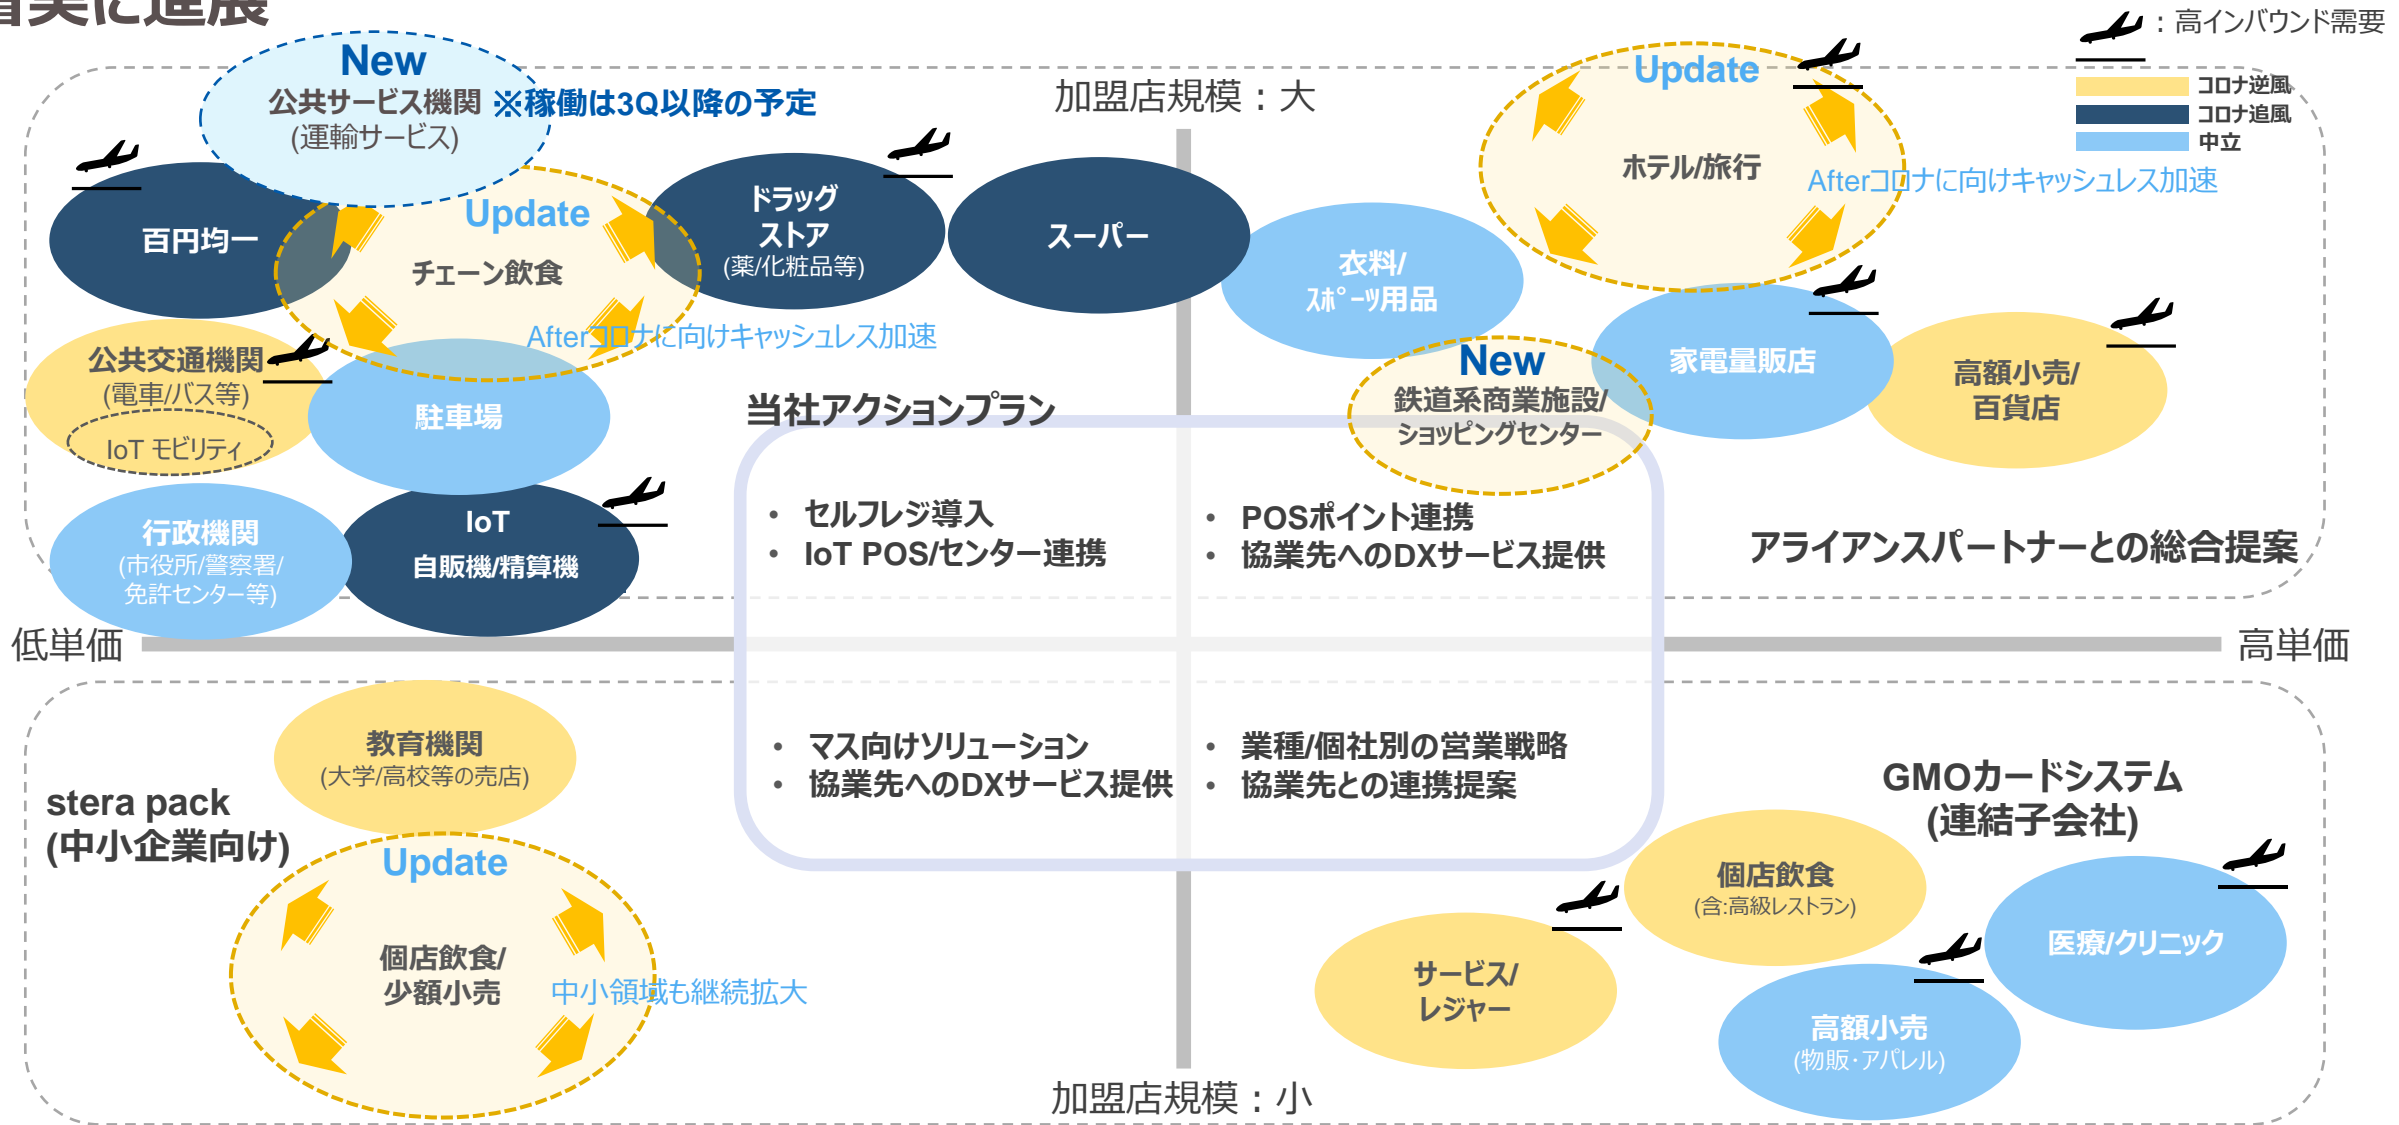 着実に進展
：高インバウンド需要
コロナ逆風
コロナ追風
中立
加盟店規模：大
New
公共サービス機関
(運輸サービス)
※稼働は3Q以降の予定
百円均一
Update
チェーン飲食
Afterコロナに向けキャッシュレス加速
ドラッグ
ストア
(薬/化粧品等)
スーパー
衣料/
ｽﾎﾟｰﾂ用品
Update
ホテル/旅行
Afterコロナに向けキャッシュレス加速
New
鉄道系商業施設/
ショッピングセンター
家電量販店
高額小売/
百貨店
公共交通機関
(電車/バス等)
IoT モビリティ
駐車場
行政機関
(市役所/警察署/
免許センター等)
IoT
自販機/精算機
当社アクションプラン
• セルフレジ導入
• IoT POS/センター連携
• POSポイント連携
• 協業先へのDXサービス提供
アライアンスパートナーとの総合提案
低単価
高単価
• マス向けソリューション
• 協業先へのDXサービス提供
• 業種/個社別の営業戦略
• 協業先との連携提案
教育機関
(大学/高校等の売店)
stera pack
(中小企業向け)
Update
個店飲食/
少額小売
中小領域も継続拡大
GMOカードシステム
(連結子会社)
個店飲食
(含:高級レストラン)
サービス/
レジャー
医療/クリニック
高額小売
(物販･アパレル)
加盟店規模：小